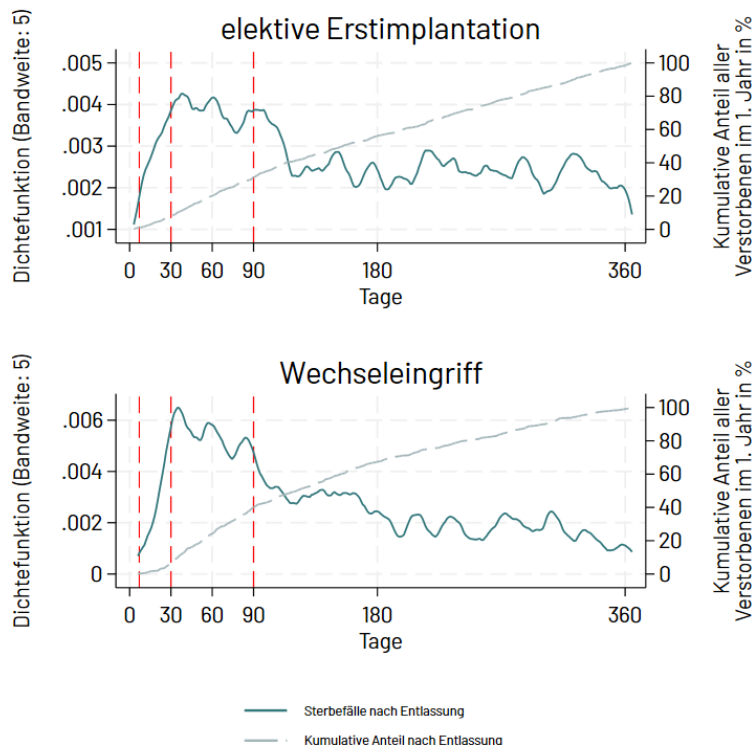 elektive Erstimplantation
Dichtefunktion (Bandweite: 5)
.005
.004
.003
.002
.001
100
80
60
40
20
0
Kumulative Anteil aller
Verstorbenen im 1. Jahr in %
0 30 60 90 180 360
Tage
Wechseleingriff
Dichtefunktion (Bandweite: 5)
.006
.004
.002
0
100
80
60
40
20
0
Kumulative Anteil aller
Verstorbenen im 1. Jahr in %
0 30 60 90 180 360
Tage
Sterbefälle nach Entlassung
Kumulative Anteil nach Entlassung